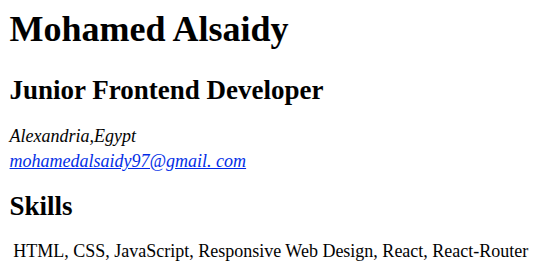 Mohamed Alsaidy
Junior Frontend Developer
Alexandria,Egypt
mohamedalsaidy97@gmail. com
Skills
HTML, CSS, JavaScript, Responsive Web Design, React, React-Router